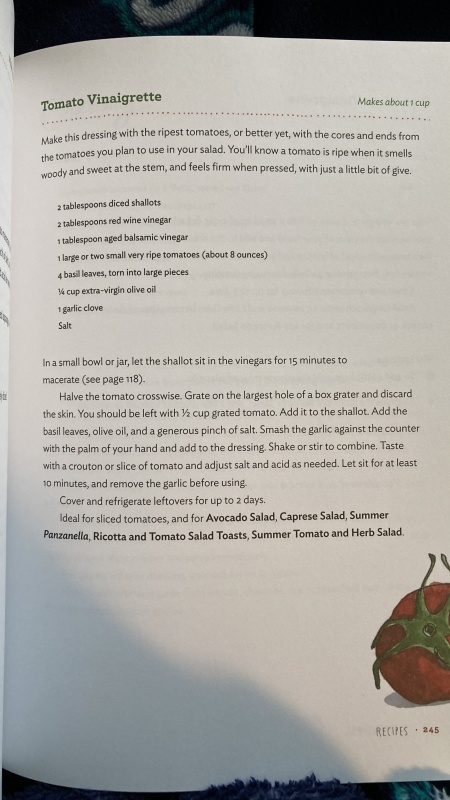 Tomato Vinaigrette
Makes about 1 cup
Make this dressing with the ripest tomatoes, or better yet, with the cores and ends from
the tomatoes you plan to use in your salad. You'll know a tomato is ripe when it smells
woody and sweet at the stem, and feels firm when pressed, with just a little bit of give.
2 tablespoons diced shallots
2 tablespoons red wine vinegar
1 tablespoon aged balsamic vinegar
1 large or two small very ripe tomatoes (about 8 ounces)
4 basil leaves, torn into large pieces
¼ cup extra-virgin olive oil
1 garlic clove
Salt
In a small bowl or jar, let the shallot sit in the vinegars for 15 minutes to
macerate (see page 118).
Halve the tomato crosswise. Grate on the largest hole of a box grater and discard
the skin. You should be left with ½ cup grated tomato. Add it to the shallot. Add the
basil leaves, olive oil, and a generous pinch of salt. Smash the garlic against the counter
with the palm of your hand and add to the dressing. Shake or stir to combine. Taste
with a crouton or slice of tomato and adjust salt and acid as needed. Let sit for at least
10 minutes, and remove the garlic before using.
Cover and refrigerate leftovers for up to 2 days.
Ideal for sliced tomatoes, and for Avocado Salad, Caprese Salad, Summer
Panzanella, Ricotta and Tomato Salad Toasts, Summer Tomato and Herb Salad.
RECIPES · 245